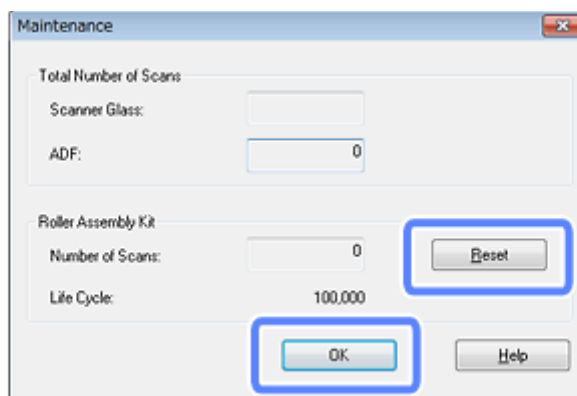 Maintenance
Total Number of Scans
Scanner Glass:
ADF: 0
Roller Assembly Kit
Number of Scans: 0 Reset
Life Cycle: 100,000
OK Help